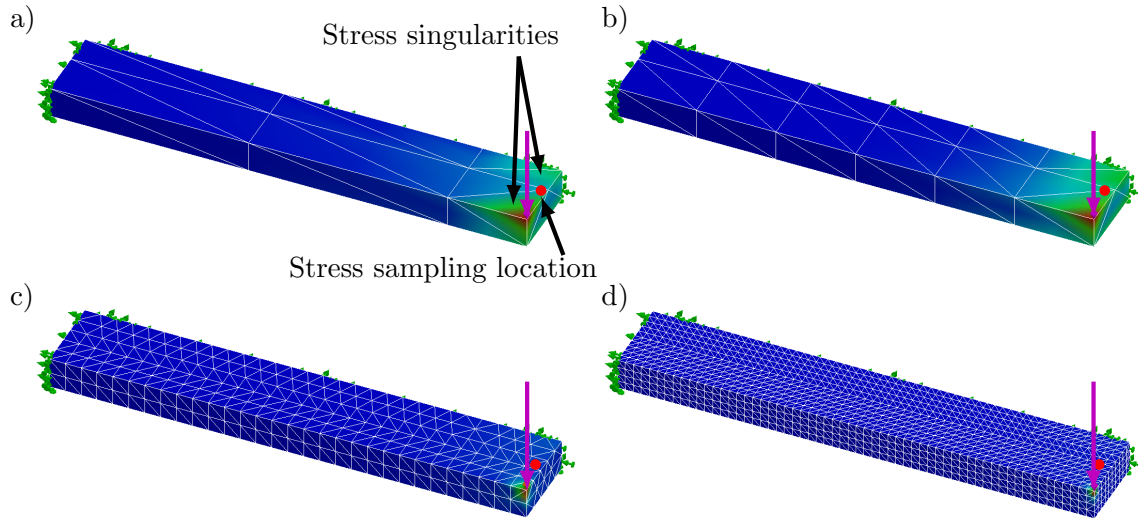 a)
b)
Stress singularities
Stress sampling location
c)
d)